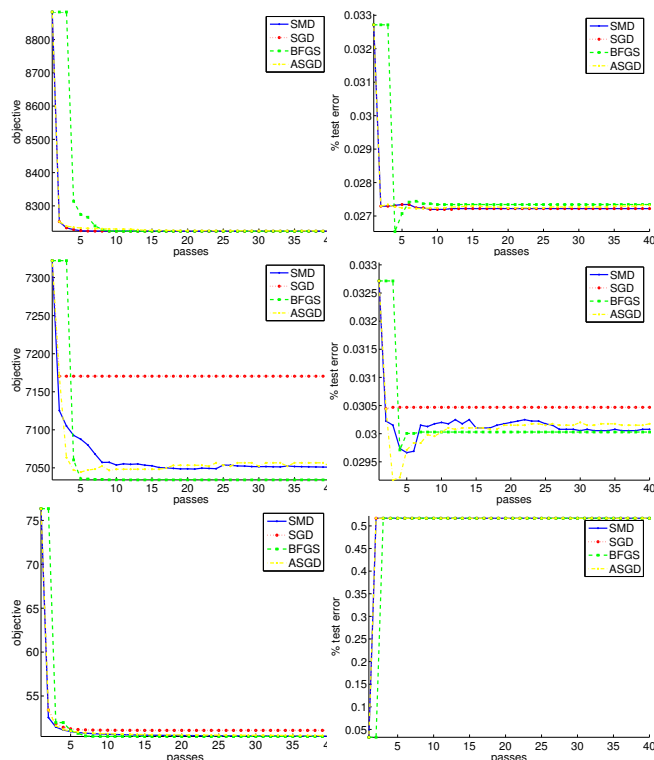 8800
8700
8600
8500
8400
8300
objective
5 10 15 20 25 30 35 4
passes
SMD
SGD
BFGS
ASGD
0.033
0.032
0.031
0.03
0.029
0.028
0.027
% test error
5 10 15 20 25 30 35 40
passes
SMD
SGD
BFGS
ASGD
7300
7250
7200
7150
7100
7050
objective
5 10 15 20 25 30 35 4
passes
SMD
SGD
BFGS
ASGD
0.033
0.0325
0.032
0.0315
0.031
0.0305
0.03
0.0295
% test error
5 10 15 20 25 30 35 40
passes
SMD
SGD
BFGS
ASGD
75
70
65
60
55
objective
5 10 15 20 25 30 35 4
passes
SMD
SGD
BFGS
ASGD
0.5
0.45
0.4
0.35
0.3
0.25
0.2
0.15
0.1
0.05
% test error
5 10 15 20 25 30 35 40
passes
SMD
SGD
BFGS
ASGD